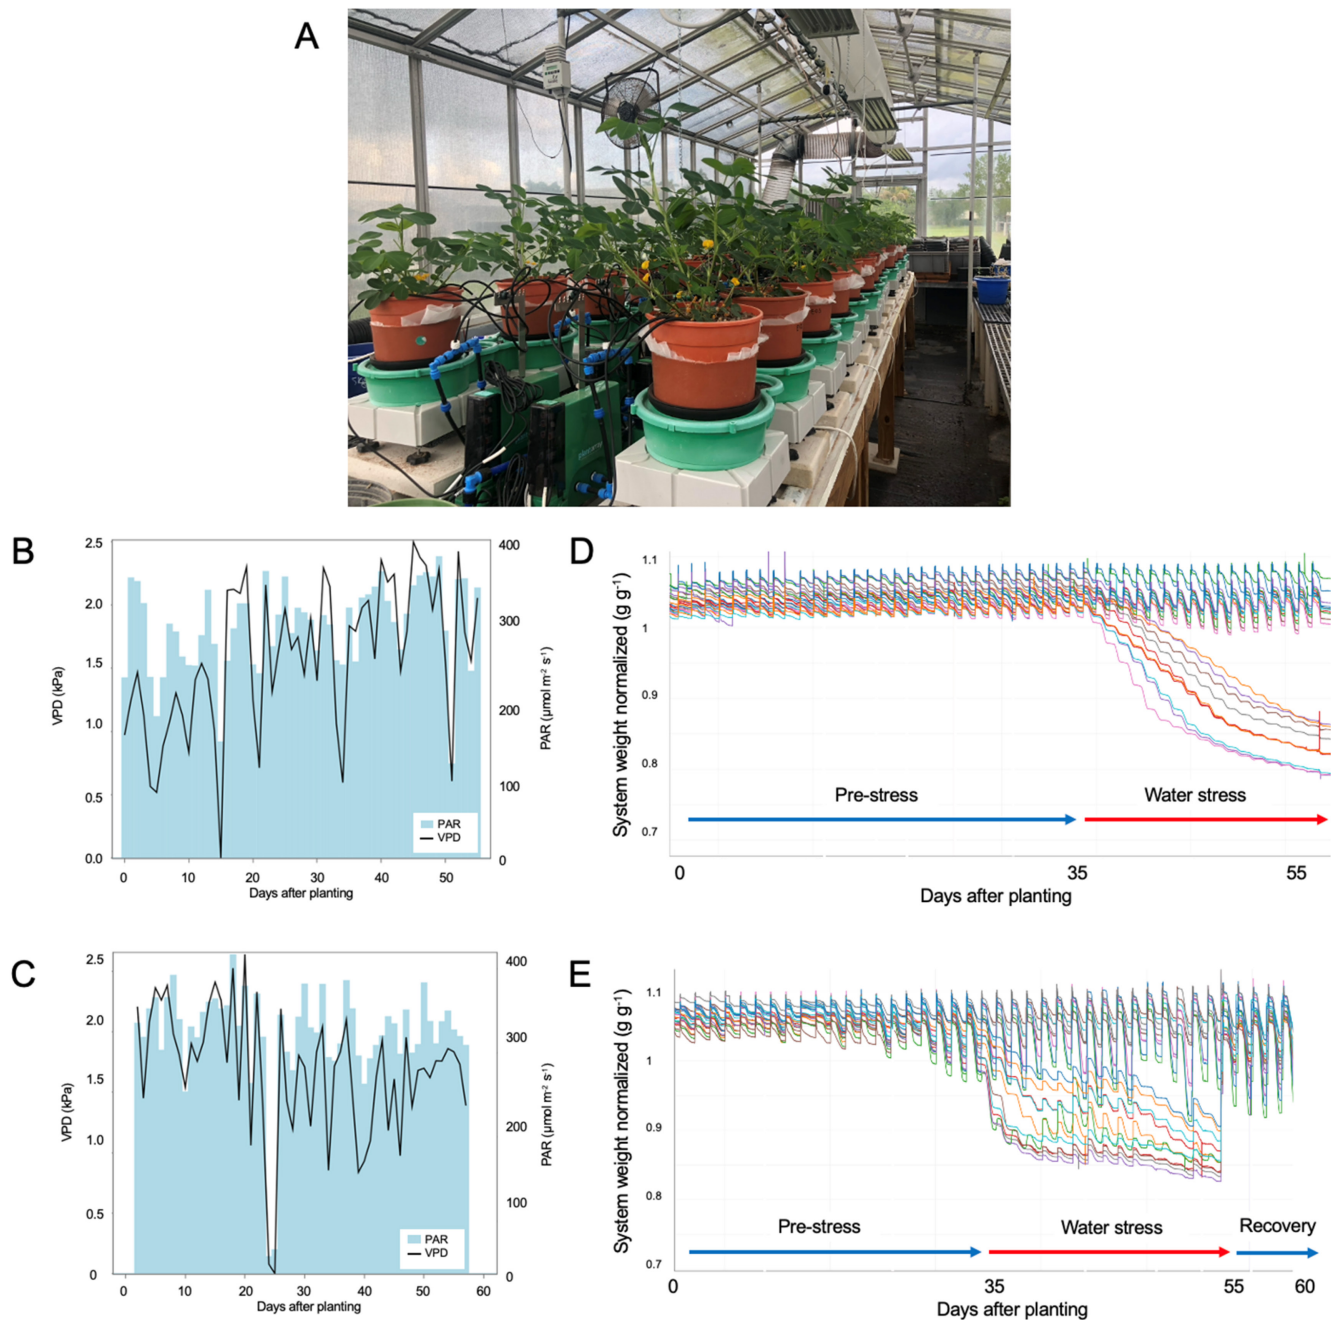 A
B
2.5
2.0
1.5
1.0
0.5
0.0
VPD (kPa)
400
300
200
100
0
PAR (µmol m⁻² s⁻¹)
PAR
VPD
0 10 20 30 40 50
Days after planting
D
1.1
1
0.9
0.8
0.7
System weight normalized (g g⁻¹)
Pre-stress
Water stress
0 35 55
Days after planting
C
2.5
2.0
1.5
1.0
0.5
0
VPD (kPa)
400
300
200
100
0
PAR (µmol m⁻² s⁻¹)
PAR
VPD
0 10 20 30 40 50 60
Days after planting
E
1.1
1
0.9
0.8
0.7
System weight normalized (g g⁻¹)
Pre-stress
Water stress
Recovery
0 35 55 60
Days after planting